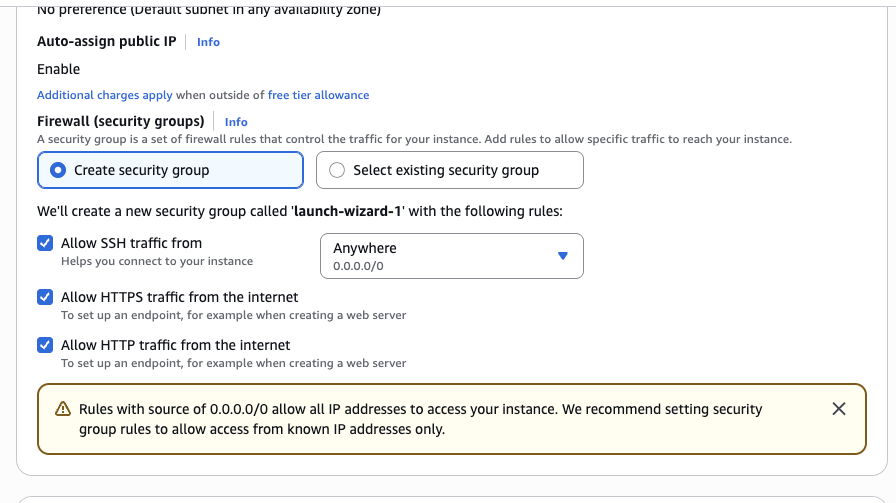 No preference (Default subnet in any availability zone)
Auto-assign public IP | Info
Enable
Additional charges apply when outside of free tier allowance
Firewall (security groups) | Info
A security group is a set of firewall rules that control the traffic for your instance. Add rules to allow specific traffic to reach your instance.
Create security group
Select existing security group
We'll create a new security group called 'launch-wizard-1' with the following rules:
Allow SSH traffic from
Helps you connect to your instance
Anywhere
0.0.0.0/0
Allow HTTPS traffic from the internet
To set up an endpoint, for example when creating a web server
Allow HTTP traffic from the internet
To set up an endpoint, for example when creating a web server
Rules with source of 0.0.0.0/0 allow all IP addresses to access your instance. We recommend setting security
group rules to allow access from known IP addresses only.